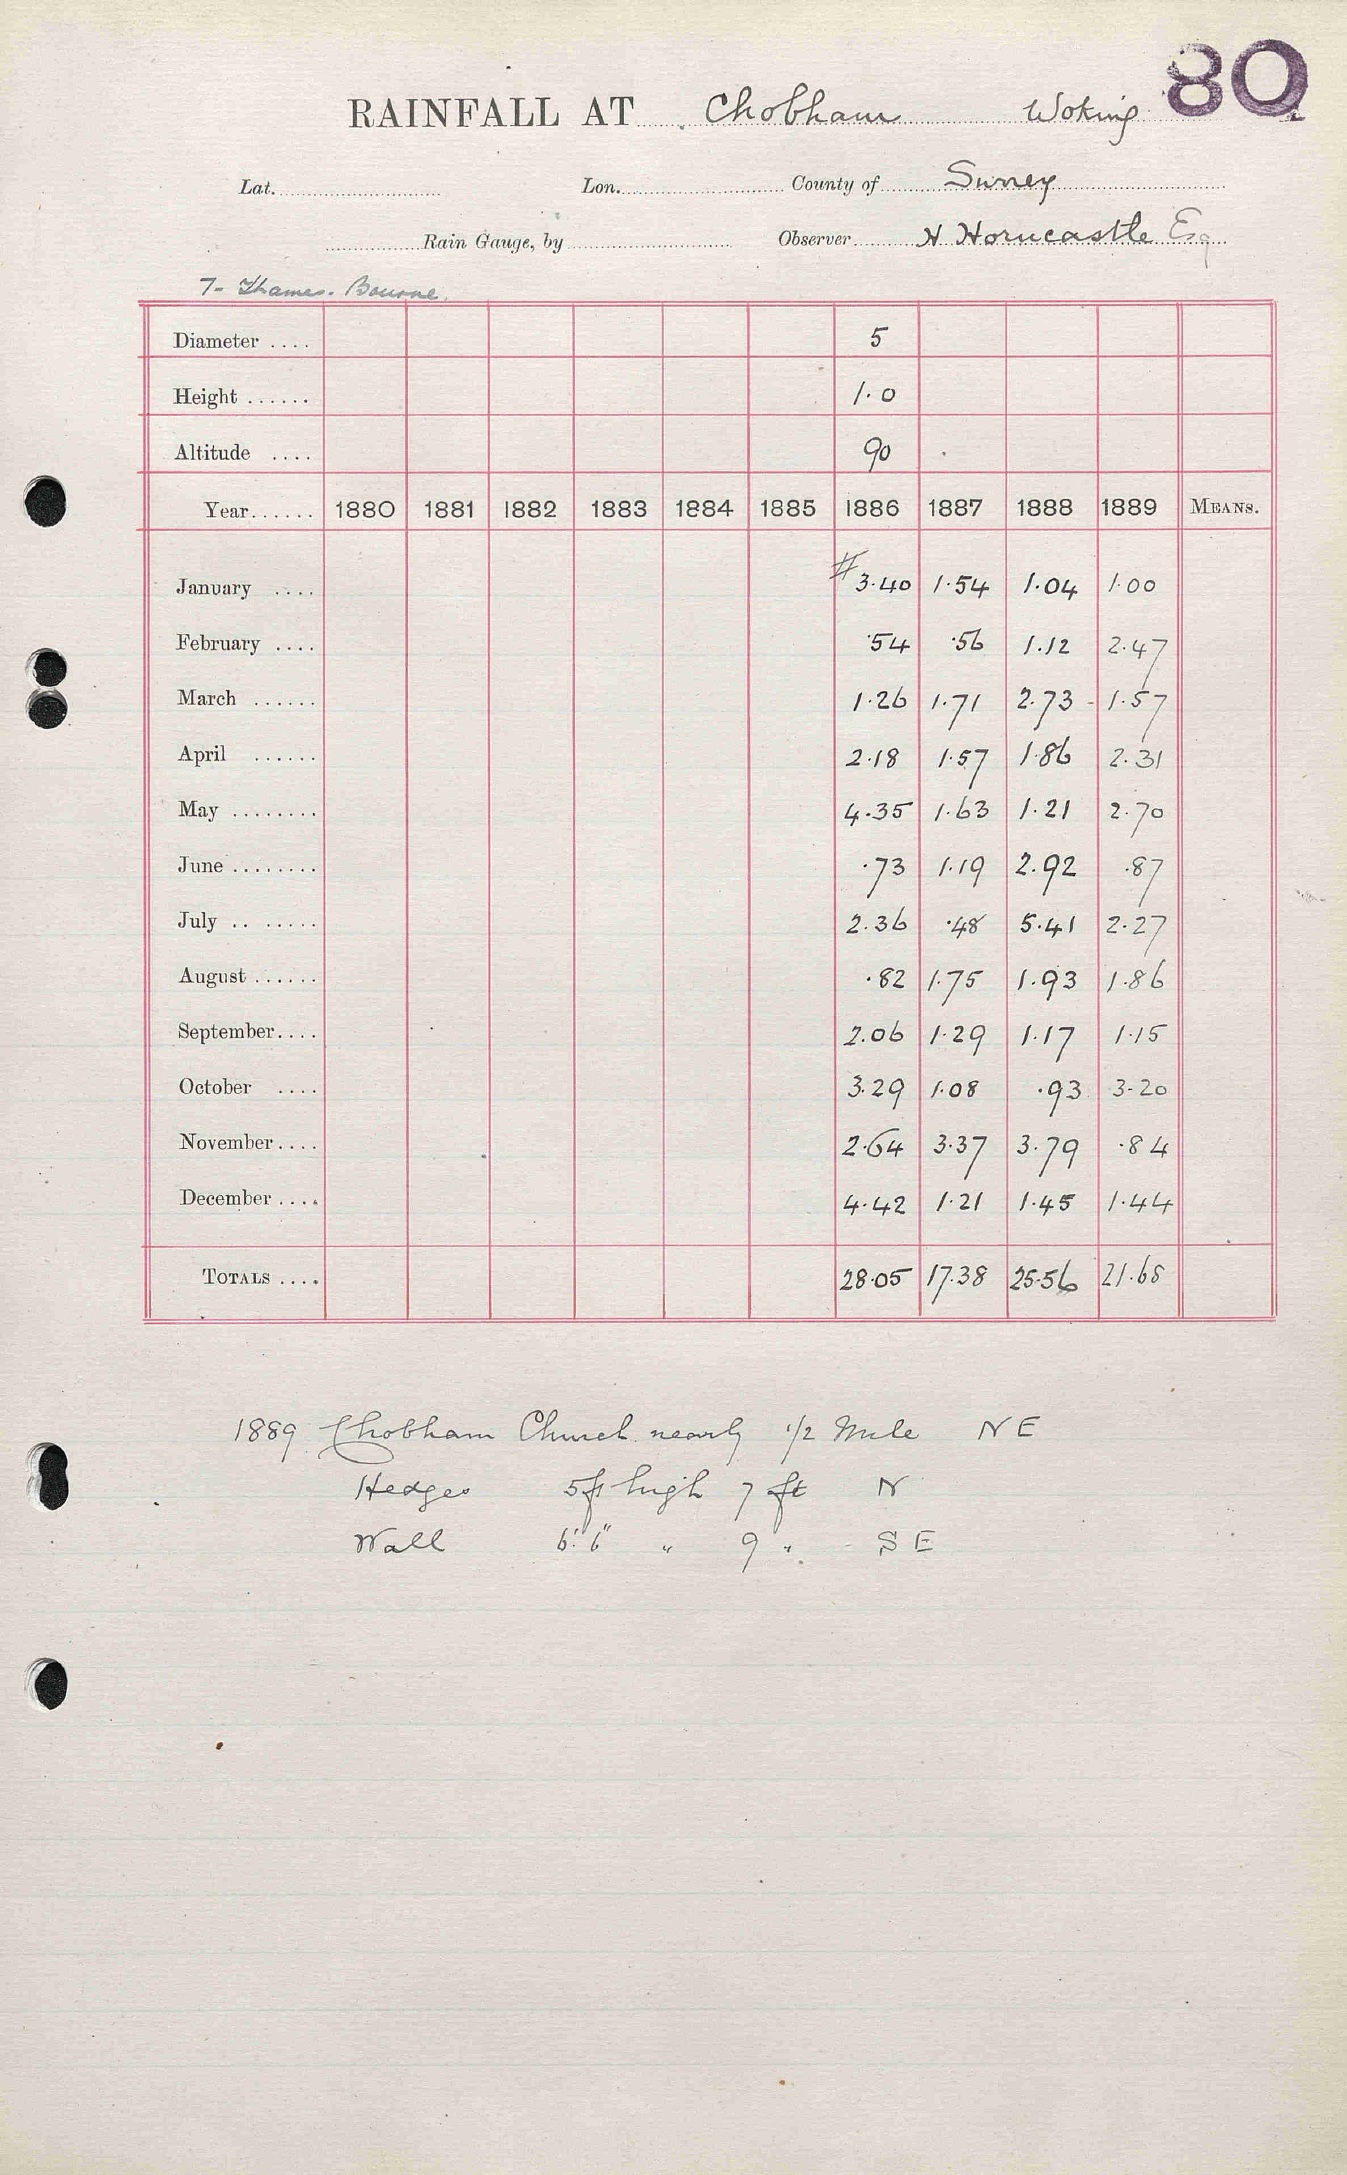 80
RAINFALL AT Chobham Woking
Lat. Lon. County of Surrey
Rain Gauge, by Observer H Horncastle Esq
7- Thames. Bourne.
Diameter .... 5
Height ...... 1.0
Altitude .... 90
Year...... 1880 1881 1882 1883 1884 1885 1886 1887 1888 1889 MEANS.
January .... #3.40 1.54 1.04 1.00
February .... .54 .56 1.12 2.47
March ...... 1.26 1.71 2.73 1.57
April ...... 2.18 1.57 1.86 2.31
May ........ 4.35 1.63 1.21 2.70
June ........ .73 1.19 2.92 .87
July .. ...... 2.36 .48 5.41 2.27
August ...... .82 1.75 1.93 1.86
September.... 2.06 1.29 1.17 1.15
October .... 3.29 1.08 .93 3.20
November.... 2.64 3.37 3.79 .84
December .... 4.42 1.21 1.45 1.44
TOTALS .... 28.05 17.38 25.56 21.68
1889 Chobham Church nearly 1/2 Mile NE
Hedges 5ft high 7 ft N
Wall 6' 6" " 9 " SE